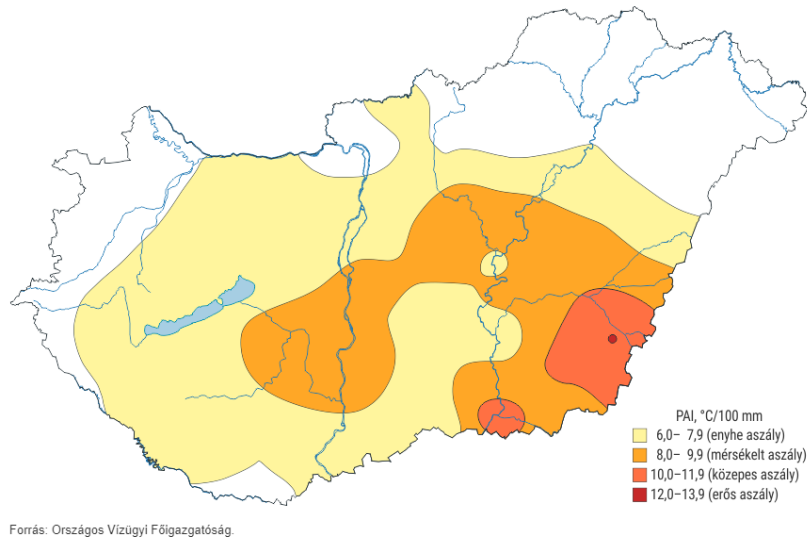 PAI, °C/100 mm
6,0– 7,9 (enyhe aszály)
8,0– 9,9 (mérsékelt aszály)
10,0–11,9 (közepes aszály)
12,0–13,9 (erős aszály)
Forrás: Országos Vízügyi Főigazgatóság.